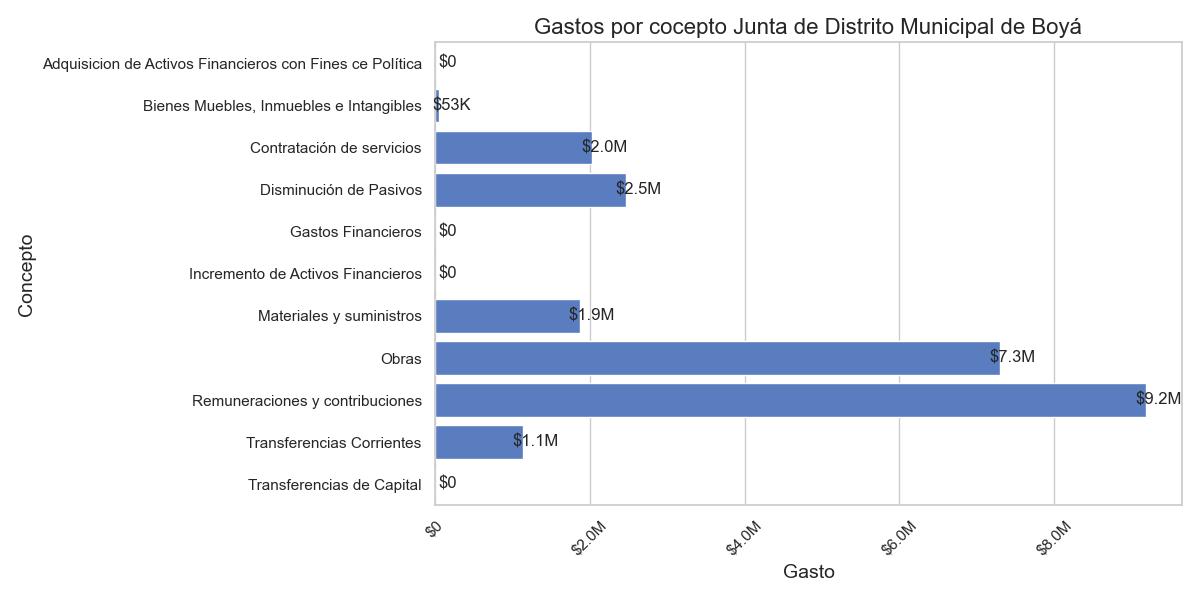 Gastos por cocepto Junta de Distrito Municipal de Boyá
Concepto
Adquisicion de Activos Financieros con Fines ce Política $0
Bienes Muebles, Inmuebles e Intangibles $53K
Contratación de servicios $2.0M
Disminución de Pasivos $2.5M
Gastos Financieros $0
Incremento de Activos Financieros $0
Materiales y suministros $1.9M
Obras $7.3M
Remuneraciones y contribuciones $9.2M
Transferencias Corrientes $1.1M
Transferencias de Capital $0
$0 $2.0M $4.0M $6.0M $8.0M
Gasto